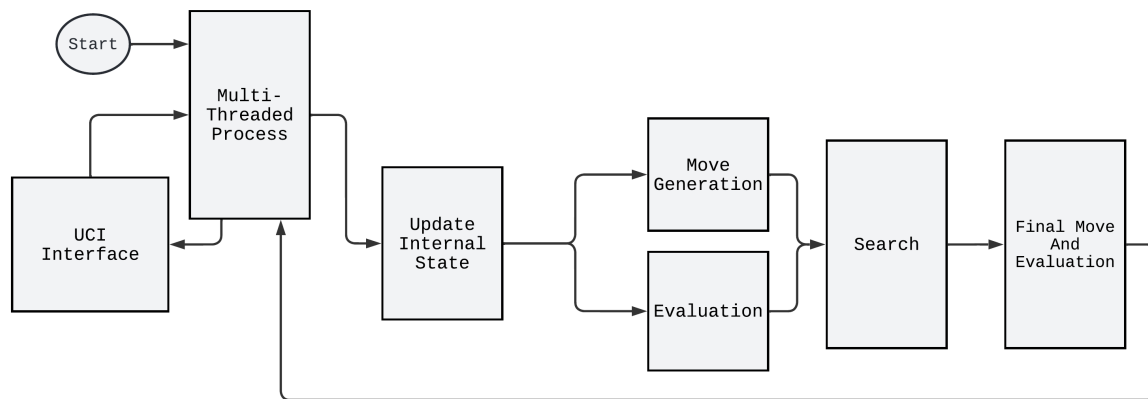 Start
Multi-
Threaded
Process
UCI
Interface
Update
Internal
State
Move
Generation
Evaluation
Search
Final Move
And
Evaluation